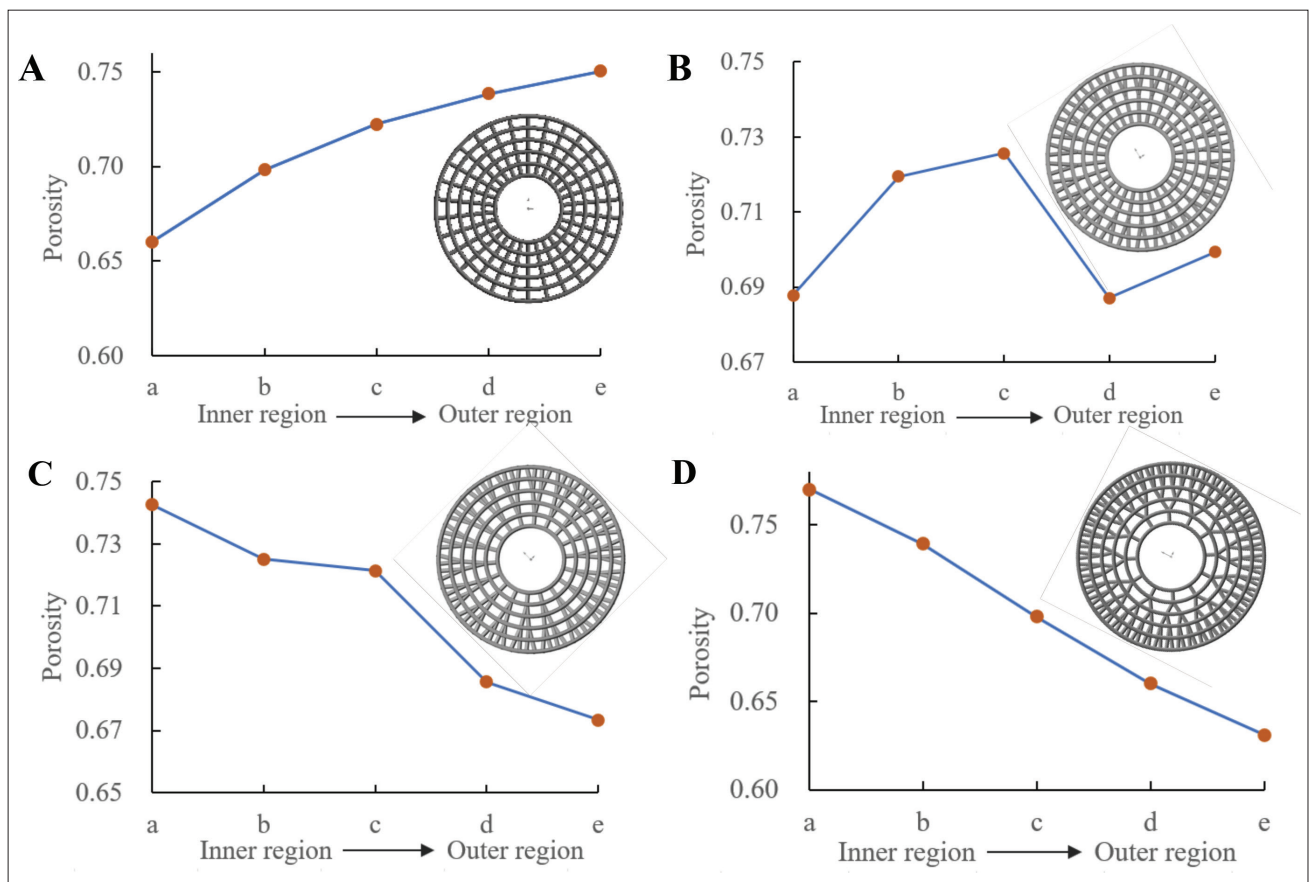 A
0.75
0.70
0.65
0.60
Porosity
a b c d e
Inner region Outer region
B
0.75
0.73
0.71
0.69
0.67
Porosity
a b c d e
Inner region Outer region
C
0.75
0.73
0.71
0.69
0.67
0.65
Porosity
a b c d e
Inner region Outer region
D
0.75
0.70
0.65
0.60
Porosity
a b c d e
Inner region Outer region